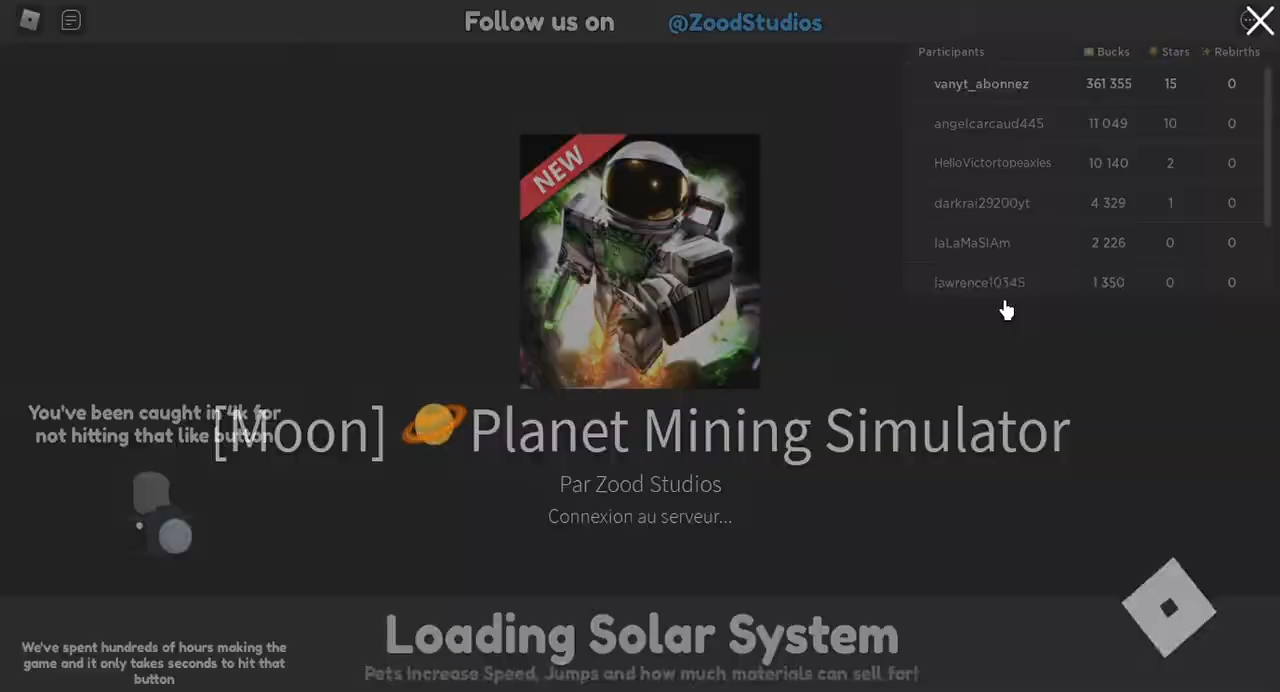 Follow us on @ZoodStudios
Participants Bucks Stars Rebirths
vanyt_abonnez 361 355 15 0
angelcarcaud445 11 049 10 0
HelloVictortopeaxies 10 140 2 0
darkrai29200yt 4 329 1 0
laLaMaSIAm 2 226 0 0
lawrence10345 1 350 0 0
NEW
You've been caught in 4k for
not hitting that like button
[Moon] 🪐Planet Mining Simulator
Par Zood Studios
Connexion au serveur...
We've spent hundreds of hours making the
game and it only takes seconds to hit that
button
Loading Solar System
Pets Increase Speed, Jumps and how much materials can sell for!